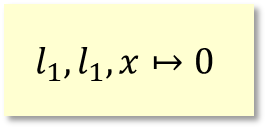 l₁, l₁, x ↦ 0